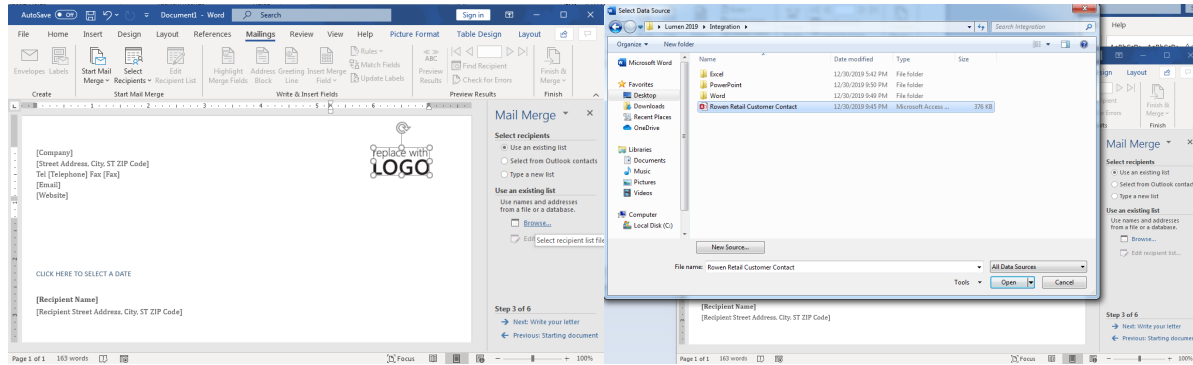 AutoSave Off Document1 - Word Search Sign in
File Home Insert Design Layout References Mailings Review View Help Picture Format Table Design Layout
Envelopes Labels Start Mail Merge Select Recipients Edit Recipient List Highlight Merge Fields Address Block Greeting Line Insert Merge Field Rules Match Fields Update Labels Preview Results Find Recipient Check for Errors Finish & Merge
Create Start Mail Merge Write & Insert Fields Preview Results Finish
Mail Merge
Select recipients
Use an existing list
Select from Outlook contacts
Type a new list
Use an existing list
Use names and addresses
from a file or a database.
Browse...
Edit
Select recipient list file
replace with
LOGO
[Company]
[Street Address, City, ST ZIP Code]
Tel [Telephone] Fax [Fax]
[Email]
[Website]
CLICK HERE TO SELECT A DATE
[Recipient Name]
[Recipient Street Address, City, ST ZIP Code]
Step 3 of 6
Next: Write your letter
Previous: Starting document
Page 1 of 1 163 words Focus 100%
Select Data Source
Lumen 2019 Integration Search Integration
Organize New folder
Microsoft Word
Favorites
Desktop
Downloads
Recent Places
OneDrive
Libraries
Documents
Music
Pictures
Videos
Computer
Local Disk (C:)
Name Date modified Type Size
Excel 12/30/2019 5:42 PM File folder
PowerPoint 12/30/2019 9:50 PM File folder
Word 12/30/2019 9:49 PM File folder
Rowen Retail Customer Contact 12/30/2019 9:45 PM Microsoft Access ... 376 KB
New Source...
File name: Rowen Retail Customer Contact All Data Sources
Tools Open Cancel
Help
Layout
Finish & Merge
Finish
Mail Merge
Select recipients
Use an existing list
Select from Outlook contact
Type a new list
Use an existing list
Use names and addresses
from a file or a database.
Browse...
Edit recipient list...
[Recipient Name]
[Recipient Street Address, City, ST ZIP Code]
Step 3 of 6
Next: Write your letter
Previous: Starting documen
Page 1 of 1 163 words Focus 100%